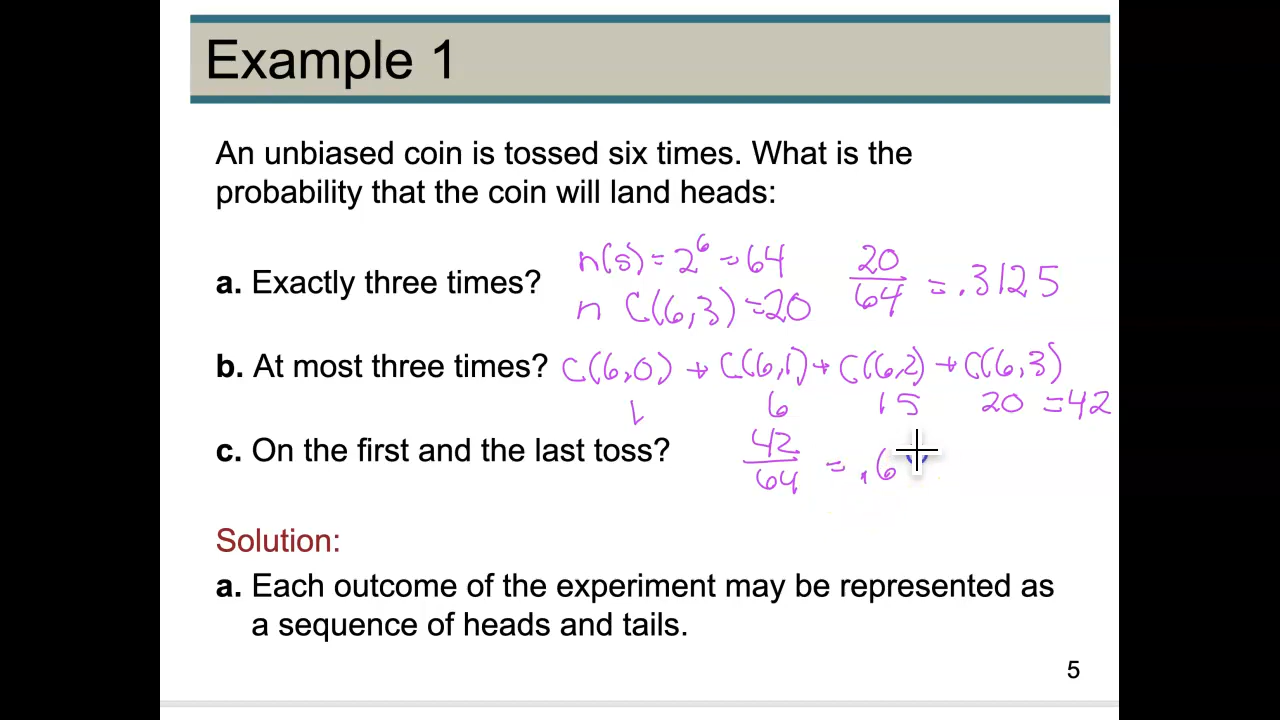 Example 1
An unbiased coin is tossed six times. What is the
probability that the coin will land heads:
n(s) = 2^6 = 64
20/64 = .3125
a. Exactly three times?
n C(6,3) = 20
b. At most three times? C(6,0) + C(6,1) + C(6,2) + C(6,3)
1 6 15 20 = 42
c. On the first and the last toss? 42/64 = .6
Solution:
a. Each outcome of the experiment may be represented as
a sequence of heads and tails.
5